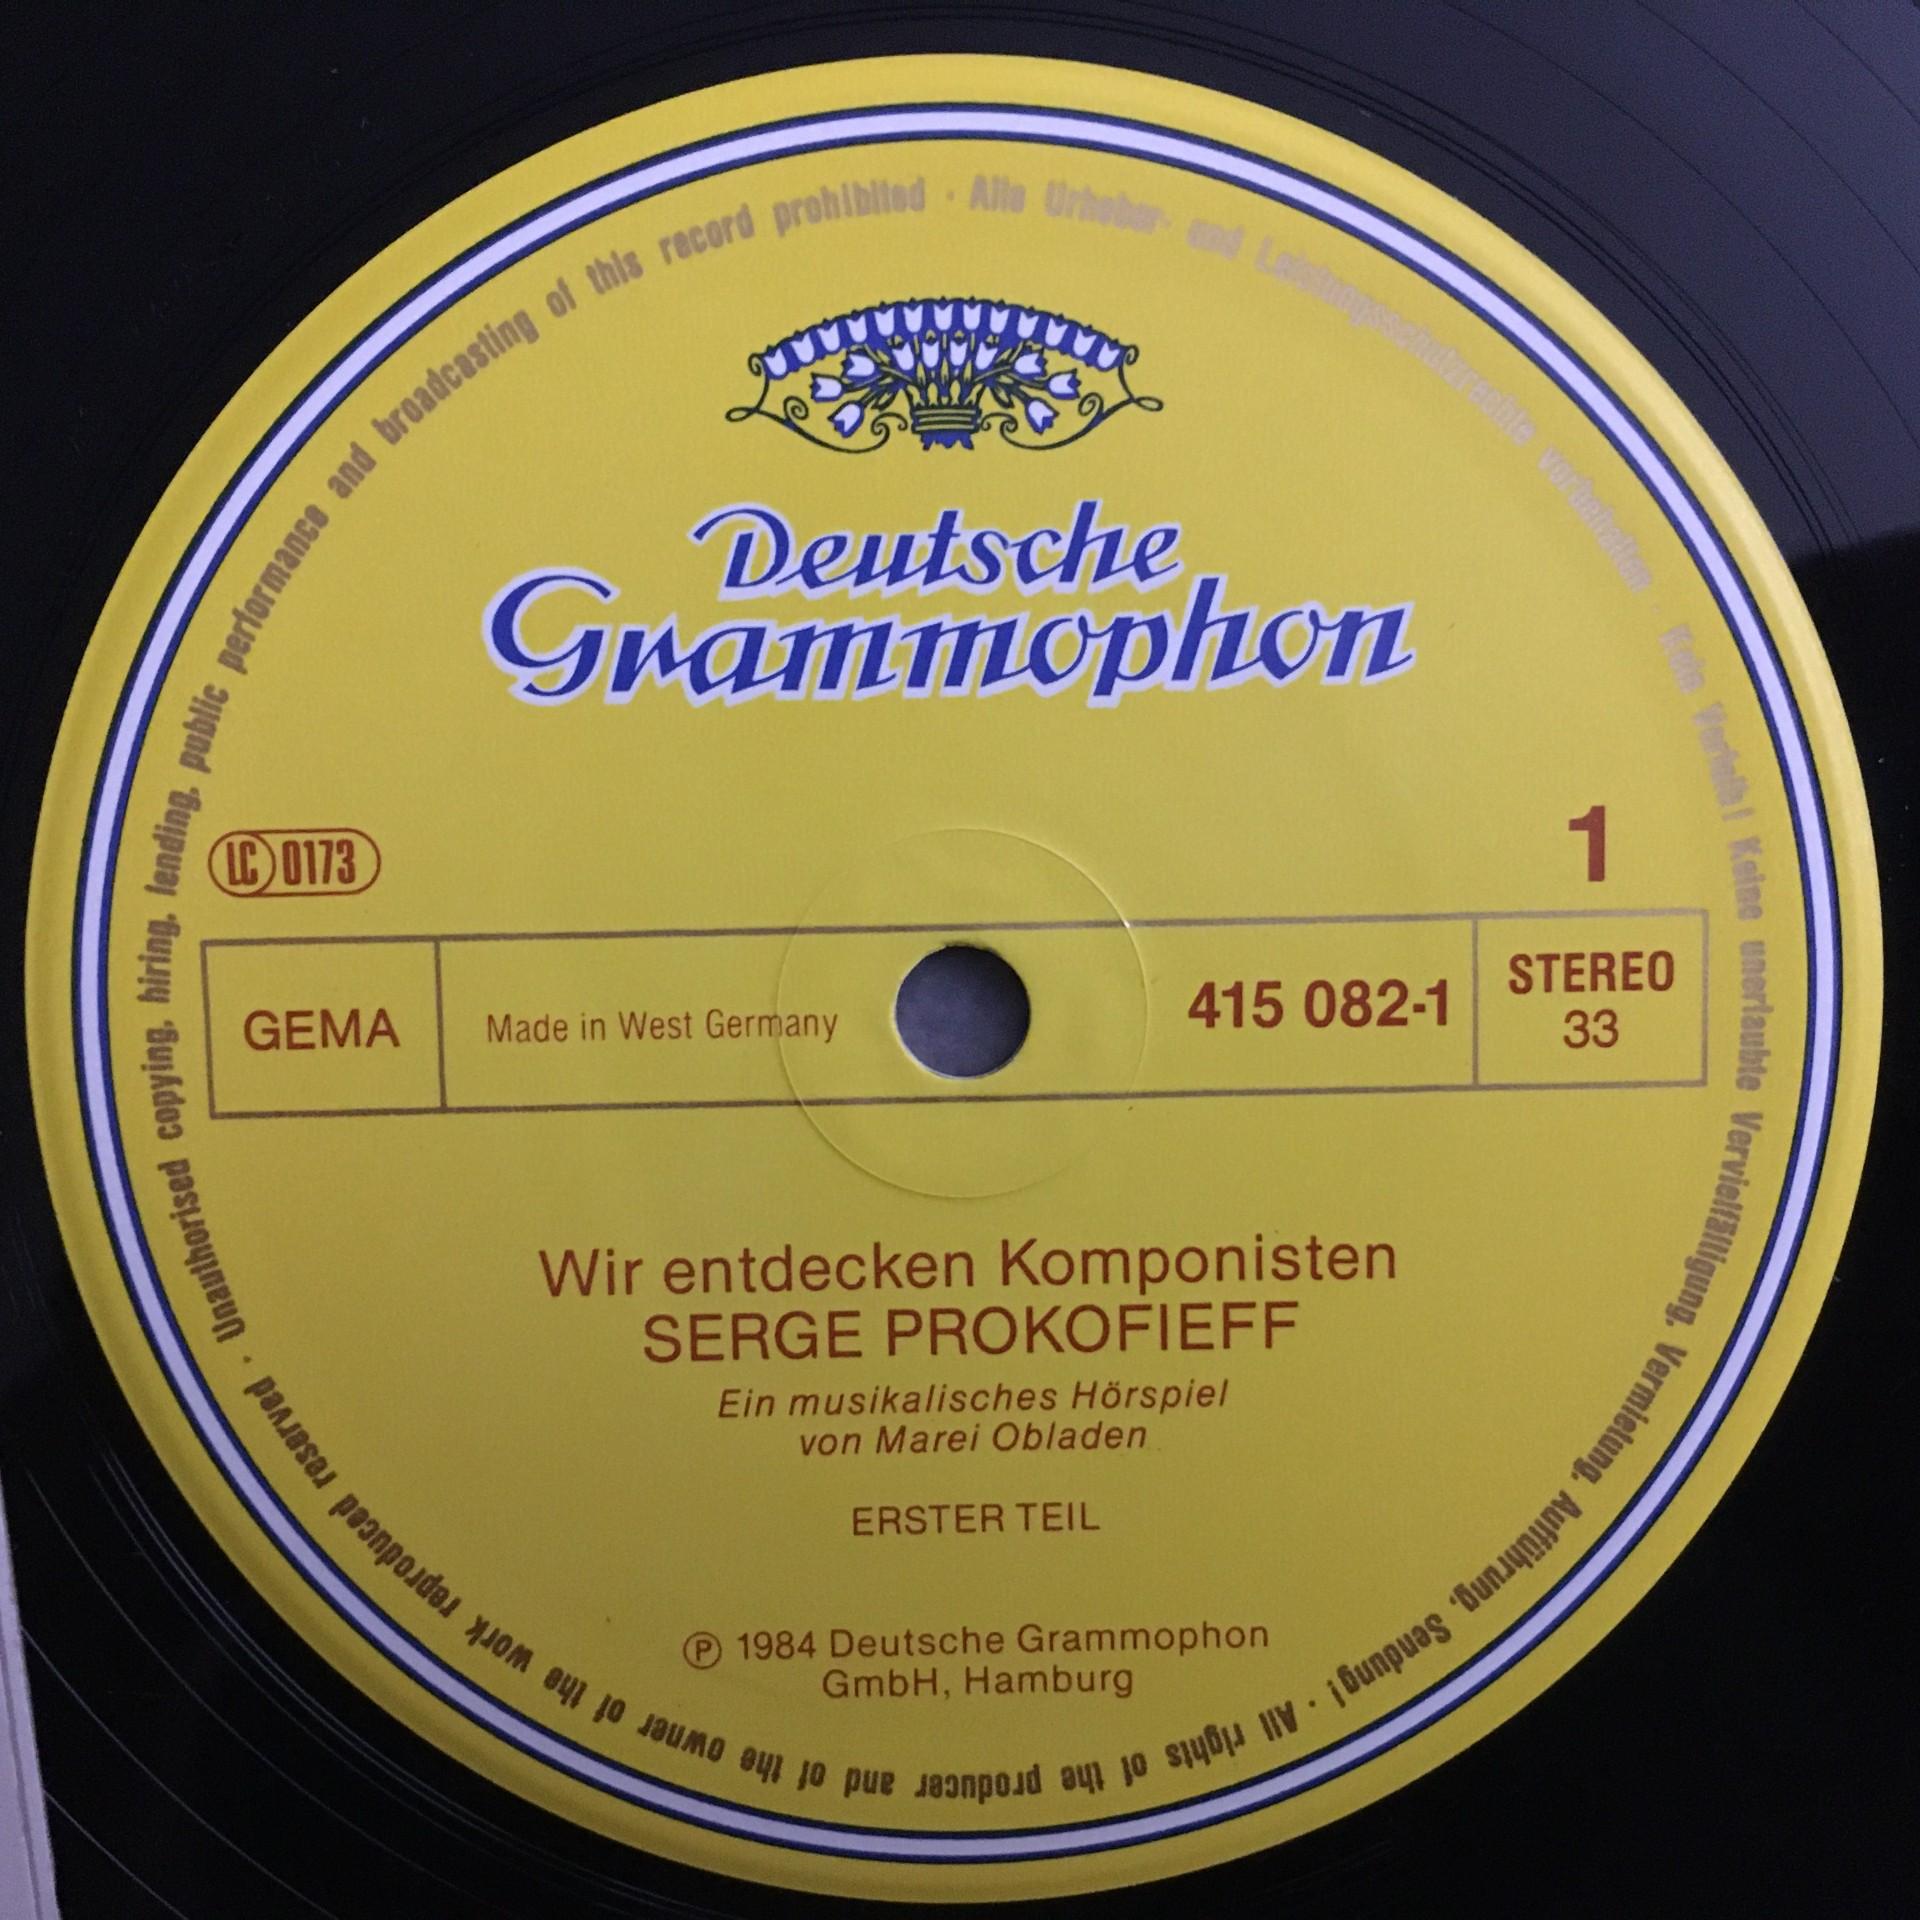 Deutsche
Grammophon
LC 0173
1
GEMA
Made in West Germany
415 082-1
STEREO
33
Wir entdecken Komponisten
SERGE PROKOFIEFF
Ein musikalisches Hörspiel
von Marei Obladen
ERSTER TEIL
Ⓟ 1984 Deutsche Grammophon
GmbH, Hamburg
Alle Urheber- und Leistungsschutzrechte vorbehalten · Kein Verleih! Keine unerlaubte Vervielfältigung, Vermietung, Aufführung, Sendung! · All rights of the producer and of the owner of the work reproduced reserved · Unauthorised copying, hiring, lending, public performance and broadcasting of this record prohibited ·